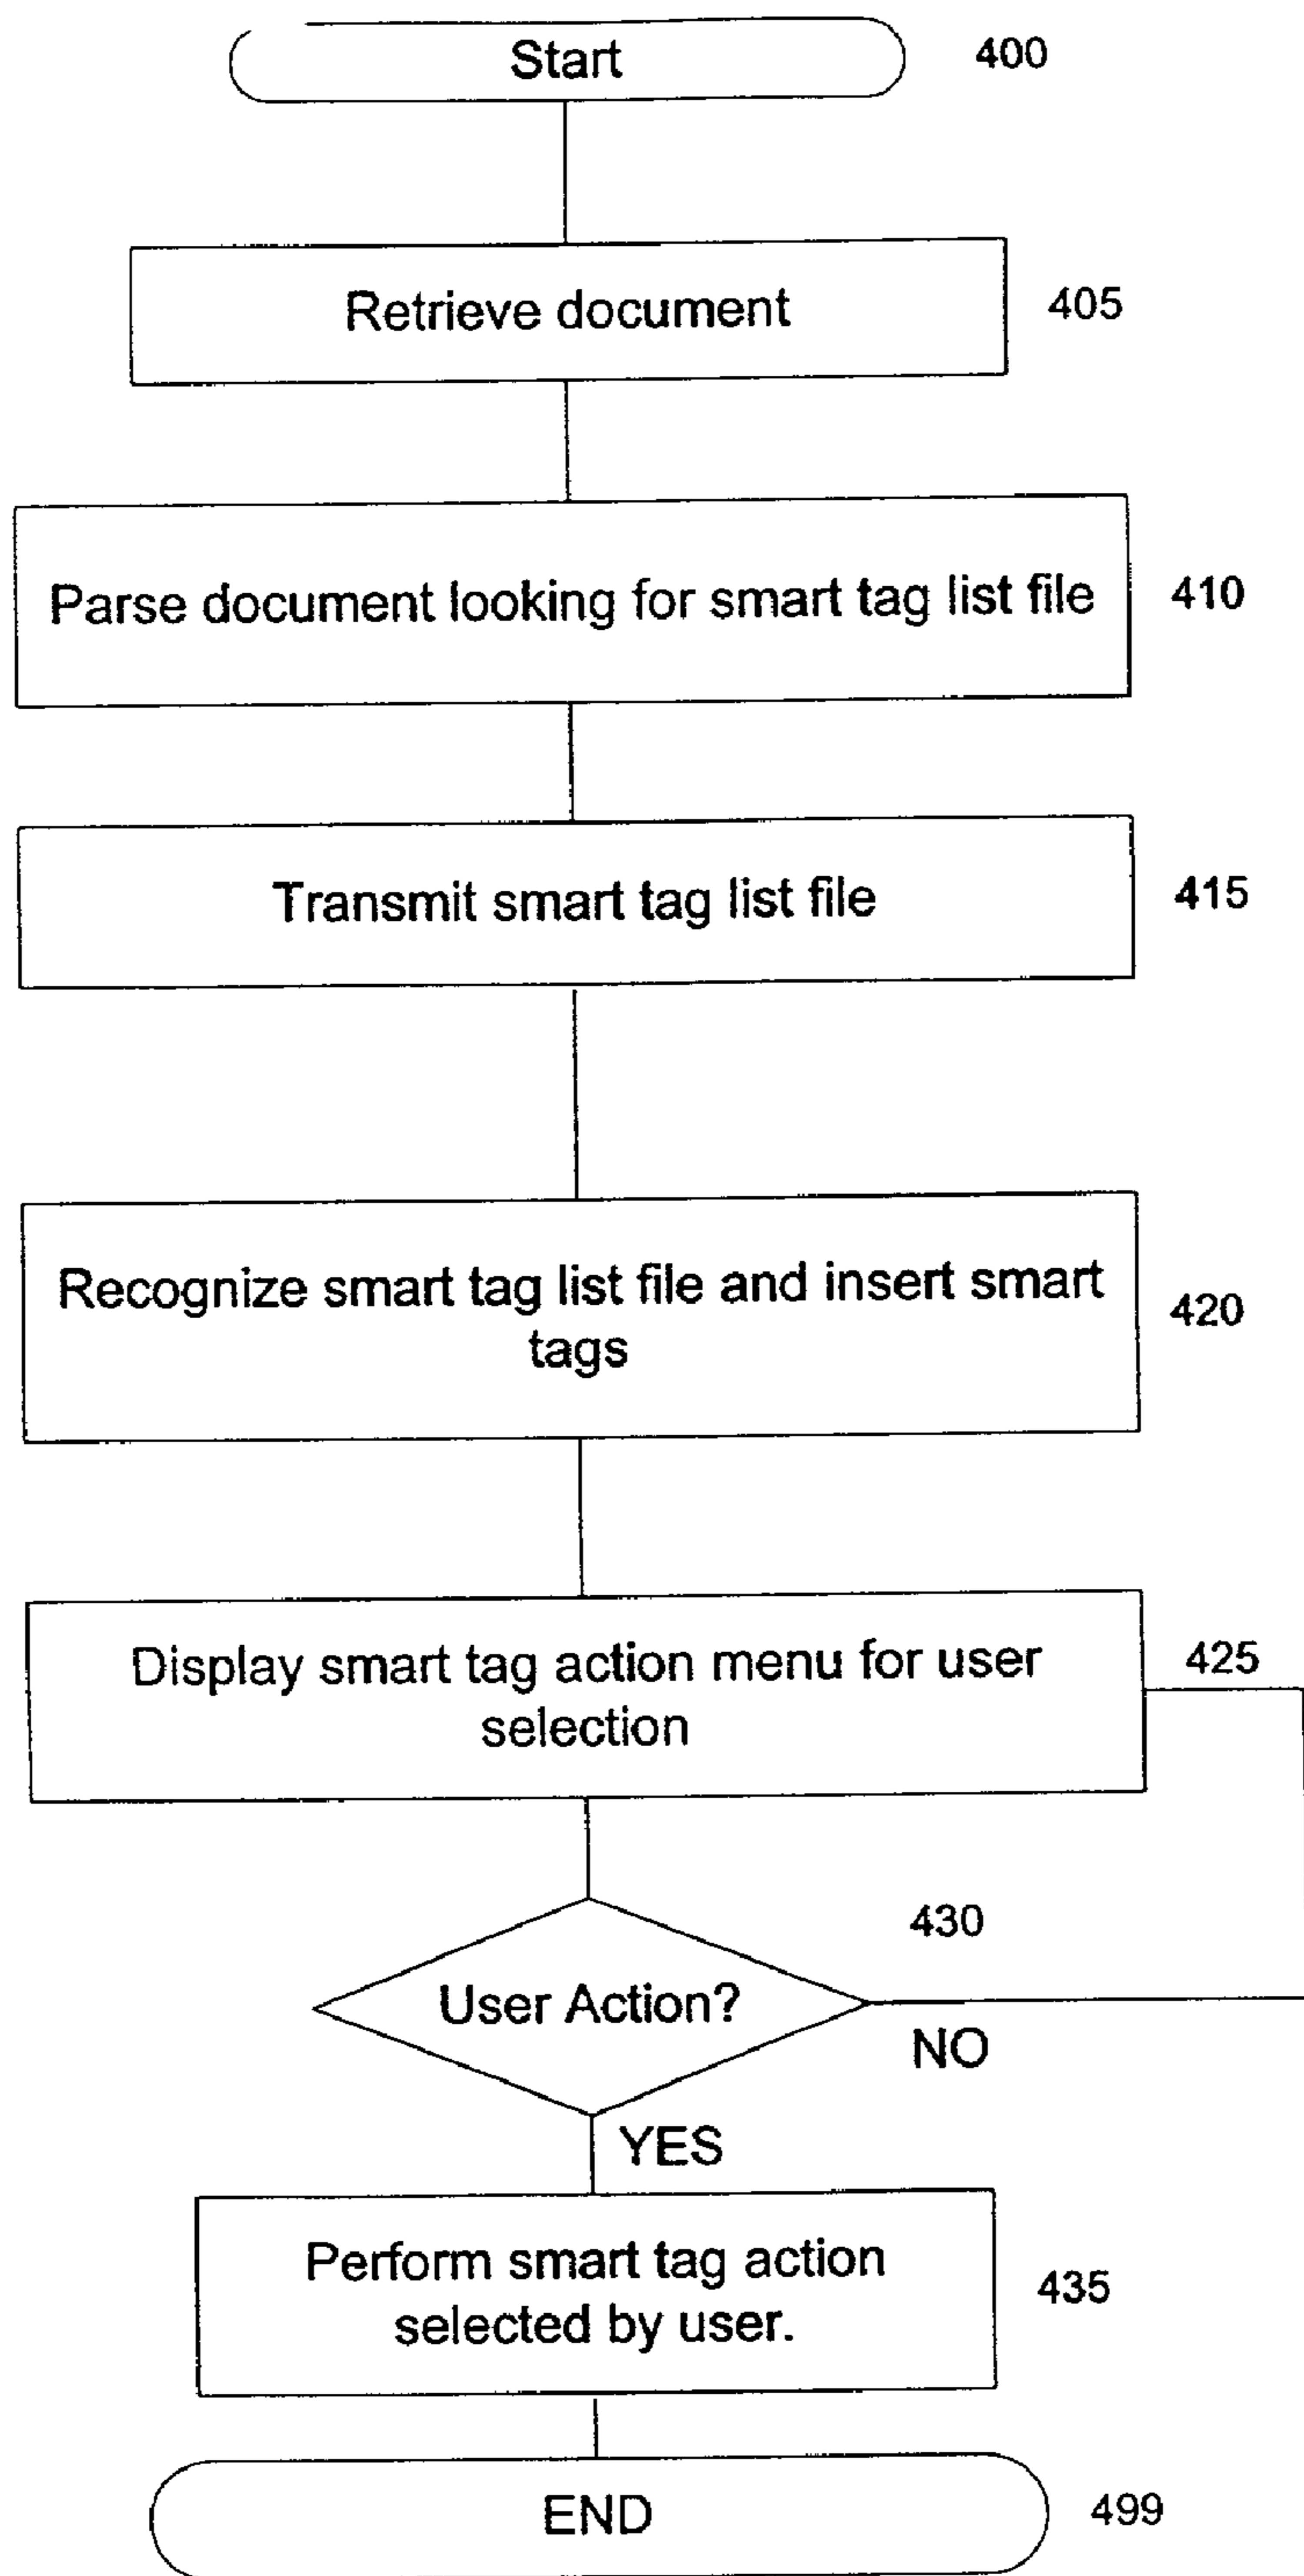 Start
400
Retrieve document
405
Parse document looking for smart tag list file
410
Transmit smart tag list file
415
Recognize smart tag list file and insert smart
tags
420
Display smart tag action menu for user
selection
425
430
User Action?
NO
YES
Perform smart tag action
selected by user.
435
END
499